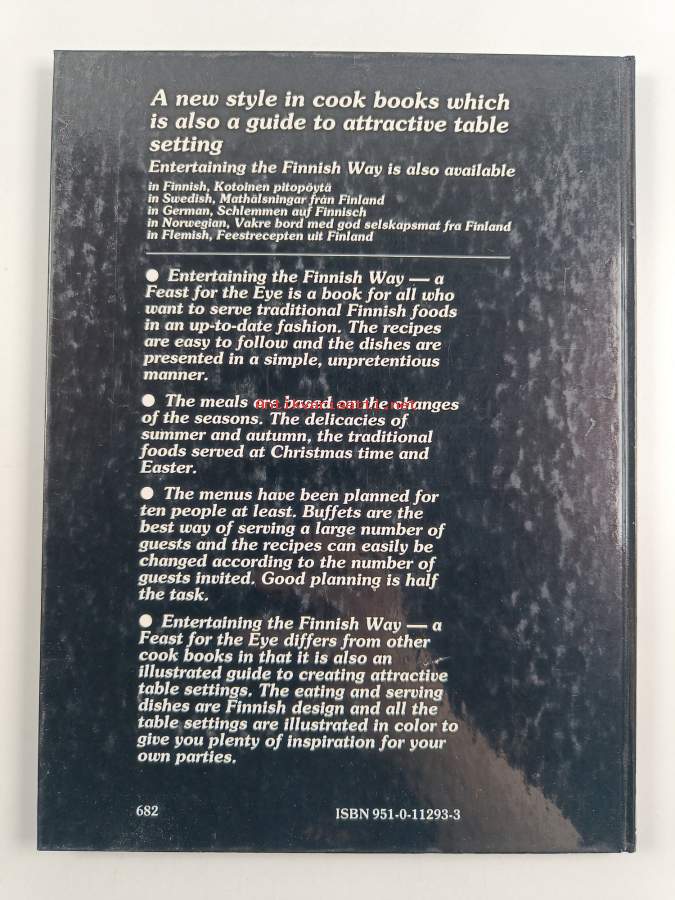 A new style in cook books which
is also a guide to attractive table
setting
Entertaining the Finnish Way is also available
in Finnish, Kotoinen pitopöytä
in Swedish, Mathälsningar från Finland
in German, Schlemmen auf Finnisch
in Norwegian, Vakre bord med god selskapsmat fra Finland
in Flemish, Feestrecepten uit Finland
● Entertaining the Finnish Way — a
Feast for the Eye is a book for all who
want to serve traditional Finnish foods
in an up-to-date fashion. The recipes
are easy to follow and the dishes are
presented in a simple, unpretentious
manner.
● The meals are based on the changes
of the seasons. The delicacies of
summer and autumn, the traditional
foods served at Christmas time and
Easter.
● The menus have been planned for
ten people at least. Buffets are the
best way of serving a large number of
guests and the recipes can easily be
changed according to the number of
guests invited. Good planning is half
the task.
● Entertaining the Finnish Way — a
Feast for the Eye differs from other
cook books in that it is also an
illustrated guide to creating attractive
table settings. The eating and serving
dishes are Finnish design and all the
table settings are illustrated in color to
give you plenty of inspiration for your
own parties.
682 ISBN 951-0-11293-3